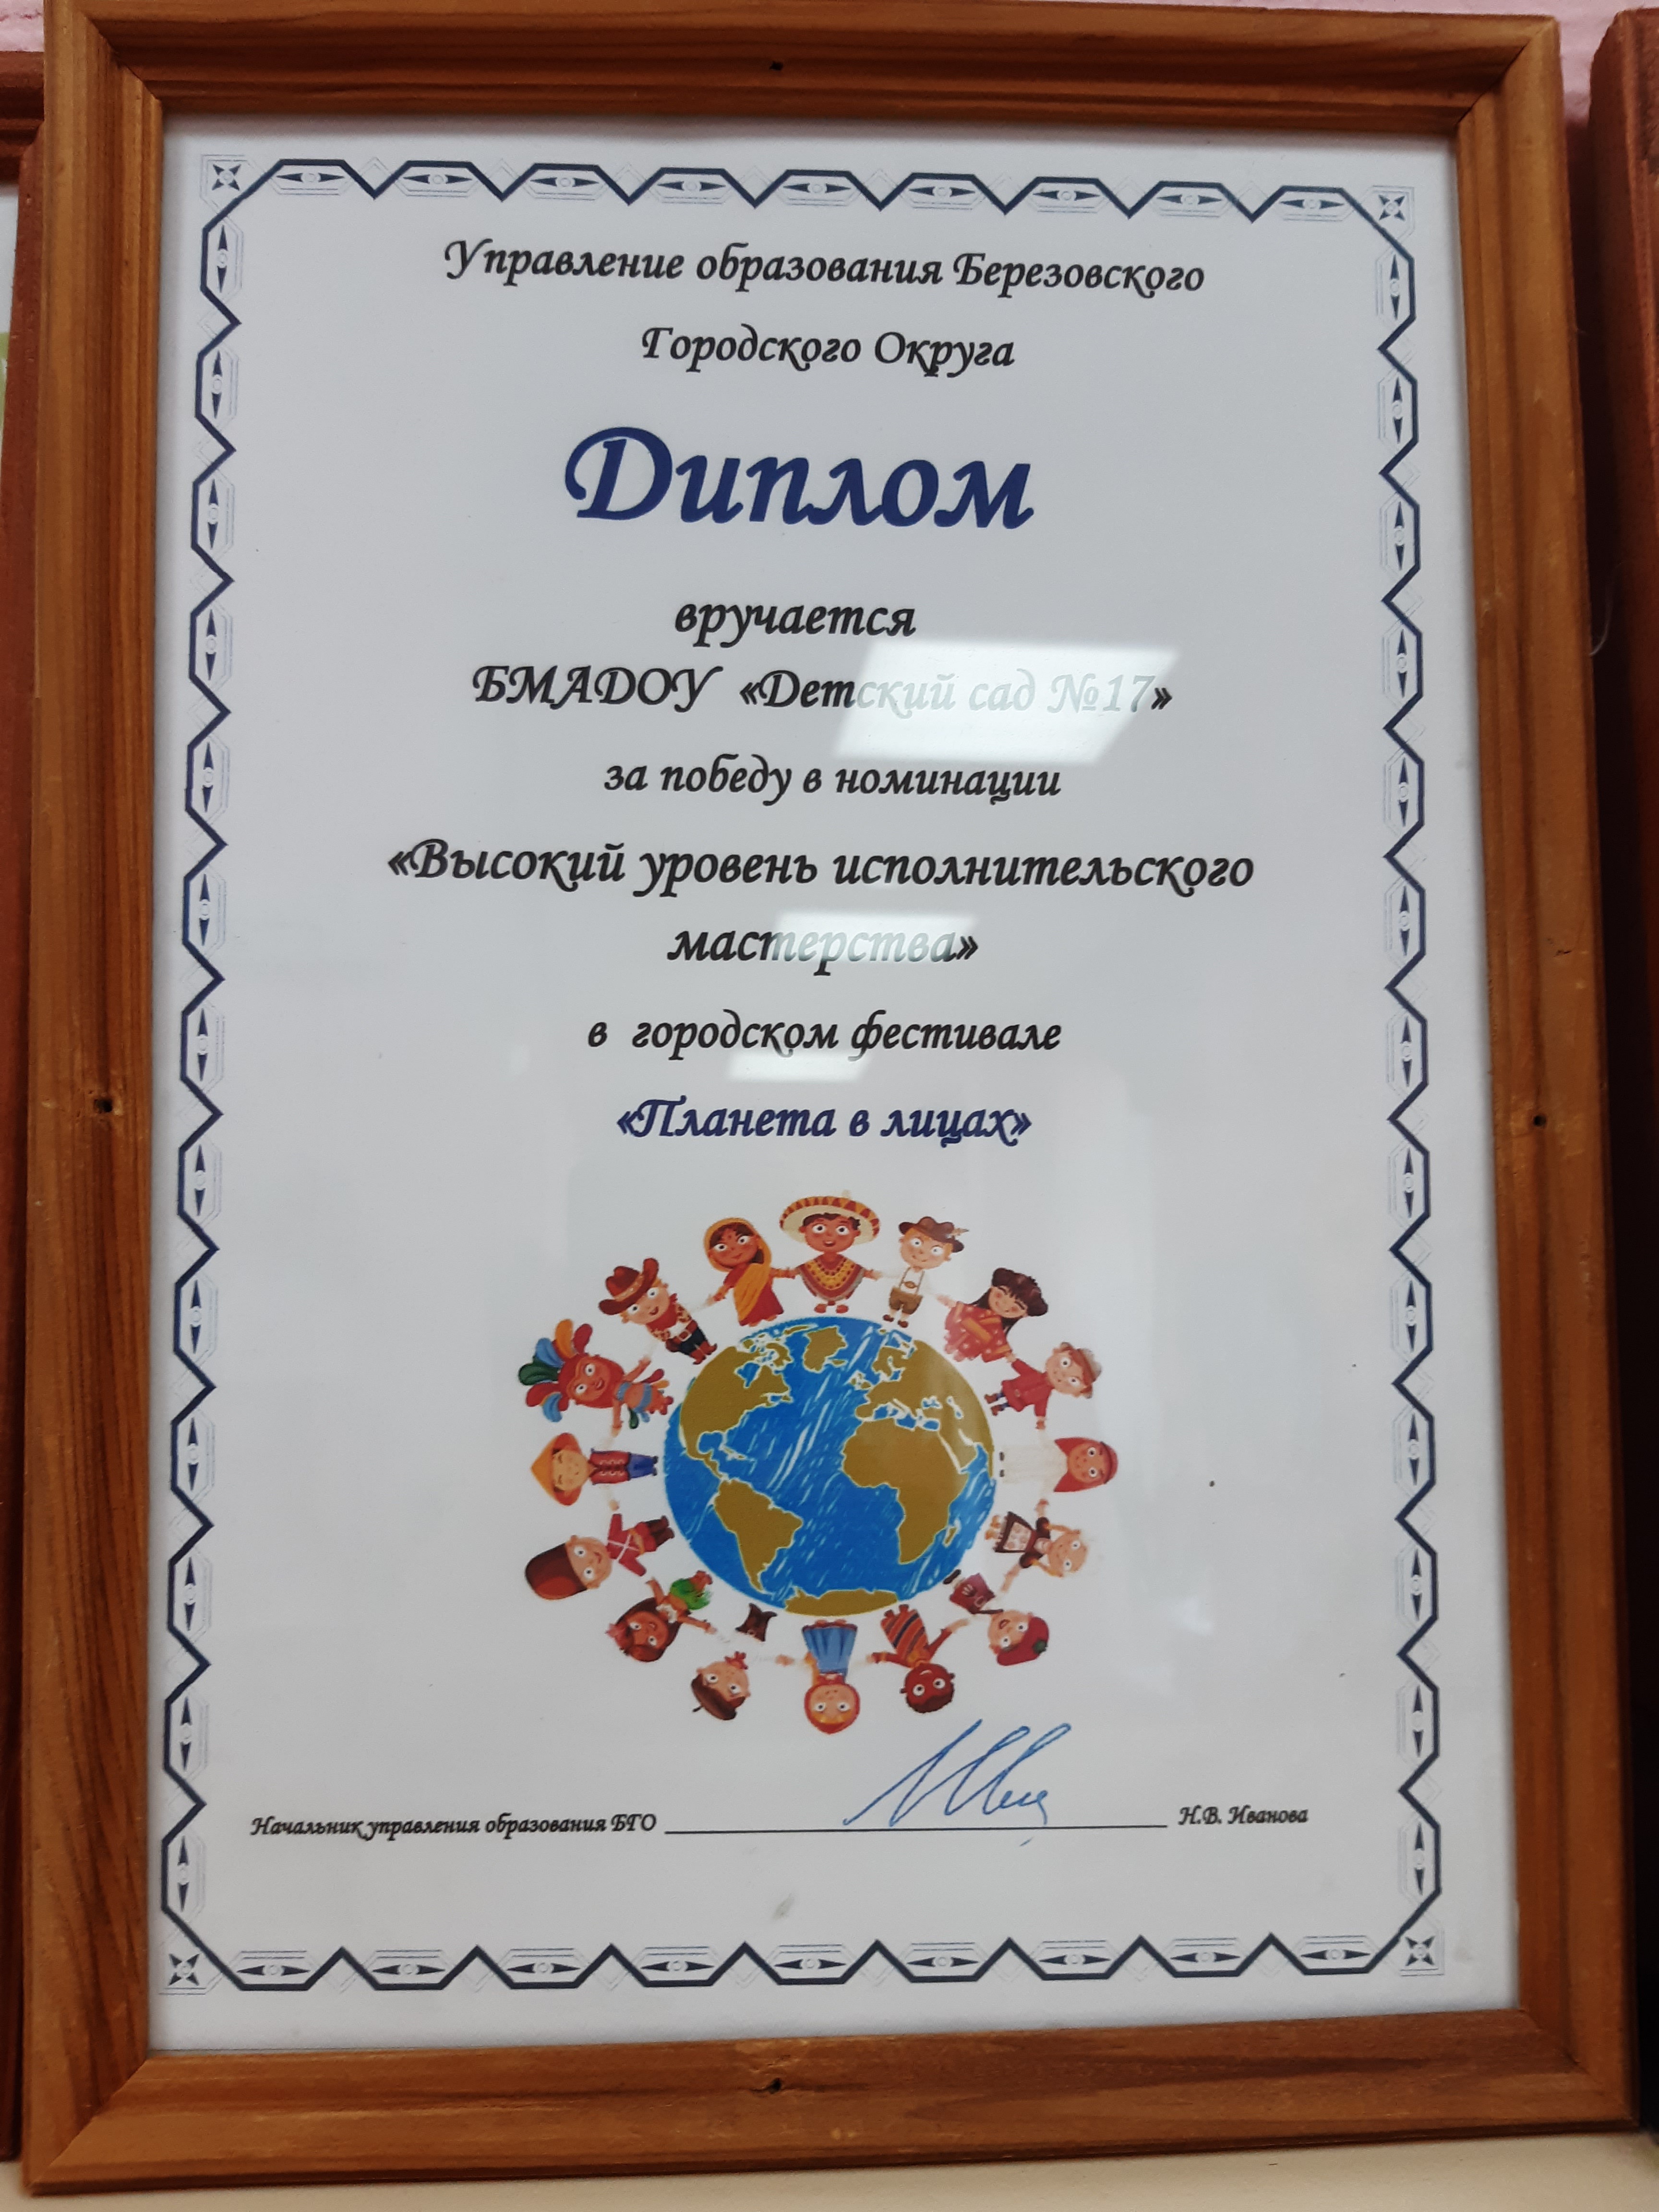 Управление образования Березовского
Городского Округа
Диплом
вручается
БМАДОУ «Детский сад №17»
за победу в номинации
«Высокий уровень исполнительского
мастерства»
в городском фестивале
«Планета в лицах»
Начальник управления образования БГО Н.В. Иванова